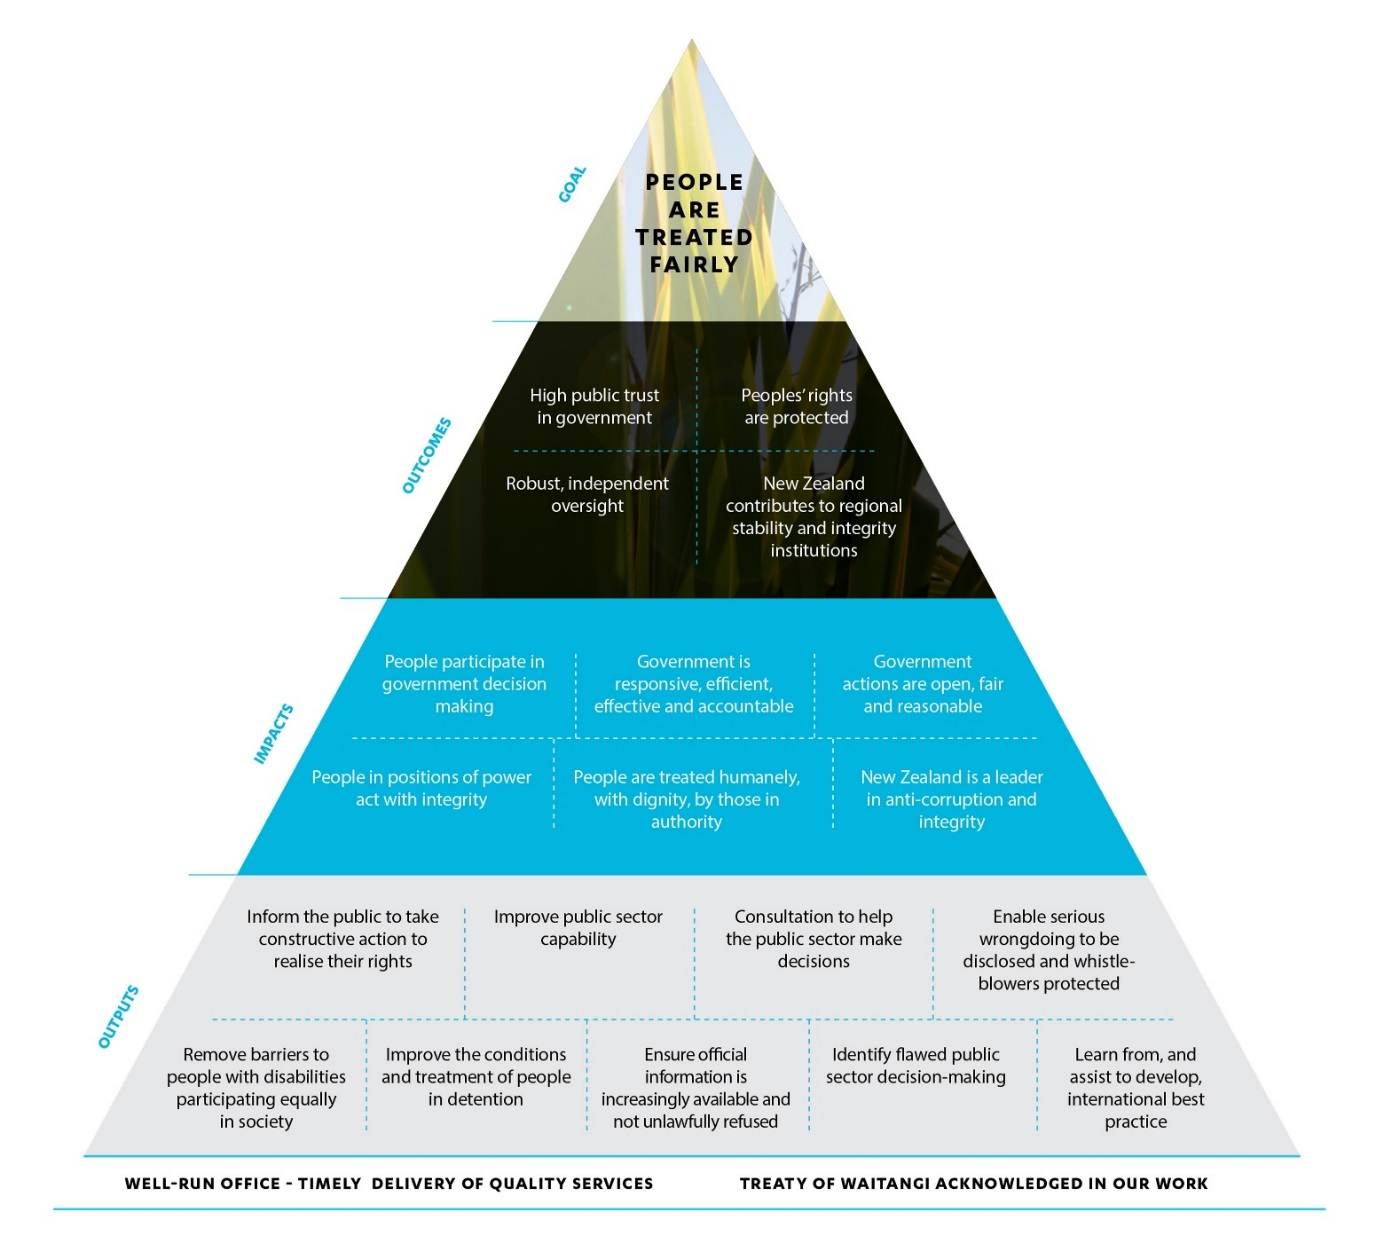 GOAL
PEOPLE
ARE
TREATED
FAIRLY
OUTCOMES
High public trust
in government
Peoples' rights
are protected
Robust, independent
oversight
New Zealand
contributes to regional
stability and integrity
institutions
IMPACTS
People participate in
government decision
making
Government is
responsive, efficient,
effective and accountable
Government
actions are open, fair
and reasonable
People in positions of power
act with integrity
People are treated humanely,
with dignity, by those in
authority
New Zealand is a leader
in anti-corruption and
integrity
OUTPUTS
Inform the public to take
constructive action to
realise their rights
Improve public sector
capability
Consultation to help
the public sector make
decisions
Enable serious
wrongdoing to be
disclosed and whistle-
blowers protected
Remove barriers to
people with disabilities
participating equally
in society
Improve the conditions
and treatment of people
in detention
Ensure official
information is
increasingly available and
not unlawfully refused
Identify flawed public
sector decision-making
Learn from, and
assist to develop,
international best
practice
WELL-RUN OFFICE - TIMELY DELIVERY OF QUALITY SERVICES
TREATY OF WAITANGI ACKNOWLEDGED IN OUR WORK